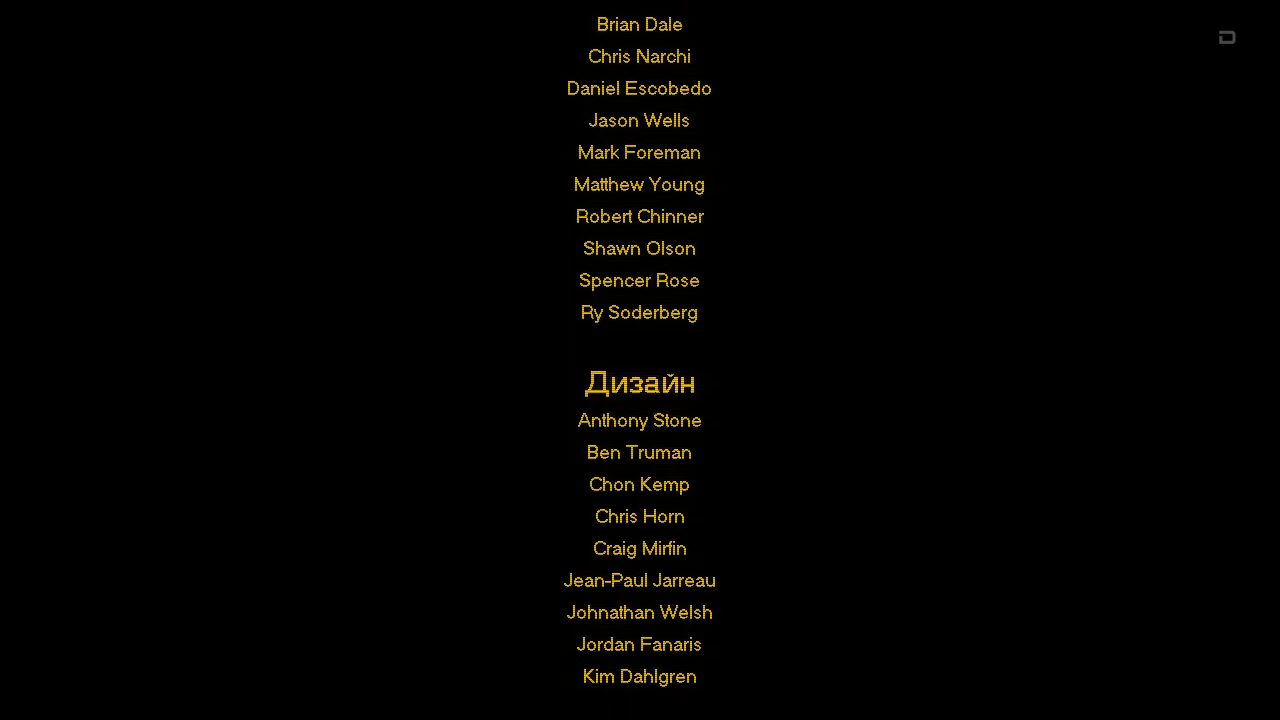 Brian Dale
Chris Narchi
Daniel Escobedo
Jason Wells
Mark Foreman
Matthew Young
Robert Chinner
Shawn Olson
Spencer Rose
Ry Soderberg
Дизайн
Anthony Stone
Ben Truman
Chon Kemp
Chris Horn
Craig Mirfin
Jean-Paul Jarreau
Johnathan Welsh
Jordan Fanaris
Kim Dahlgren